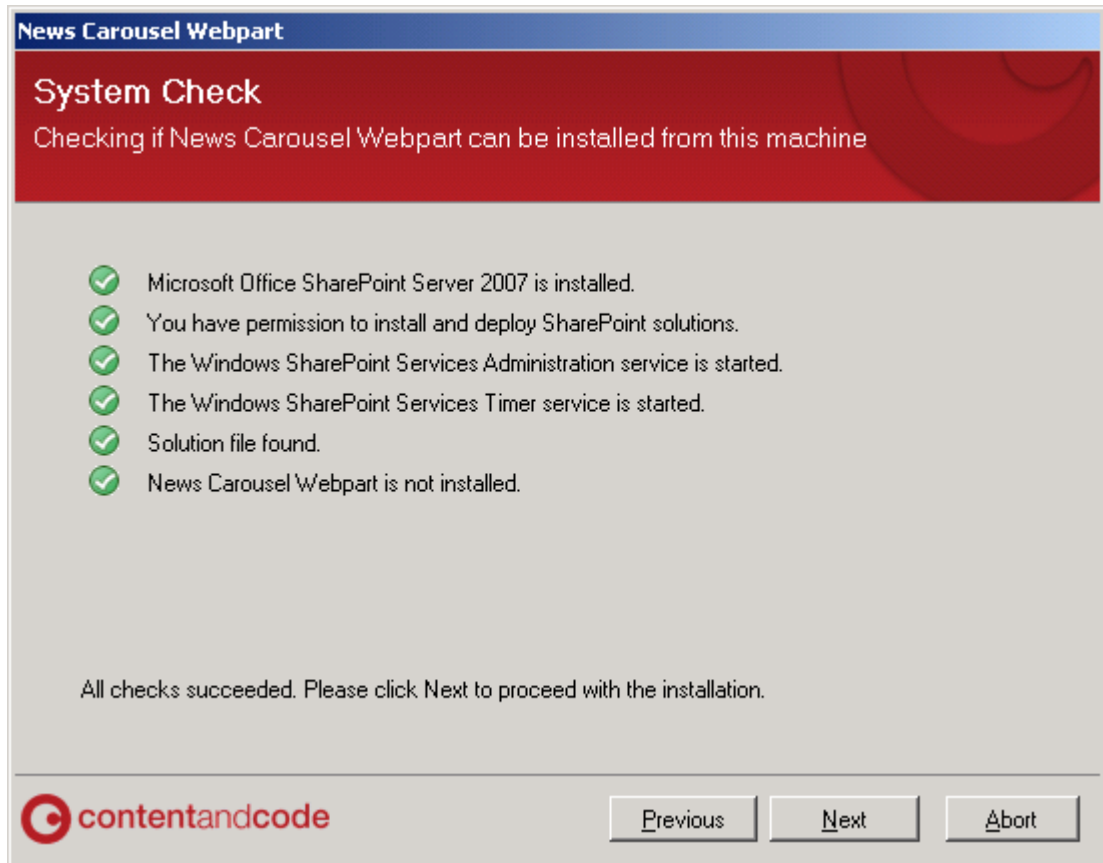 News Carousel Webpart
System Check
Checking if News Carousel Webpart can be installed from this machine
Microsoft Office SharePoint Server 2007 is installed.
You have permission to install and deploy SharePoint solutions.
The Windows SharePoint Services Administration service is started.
The Windows SharePoint Services Timer service is started.
Solution file found.
News Carousel Webpart is not installed.
All checks succeeded. Please click Next to proceed with the installation.
contentandcode Previous Next Abort